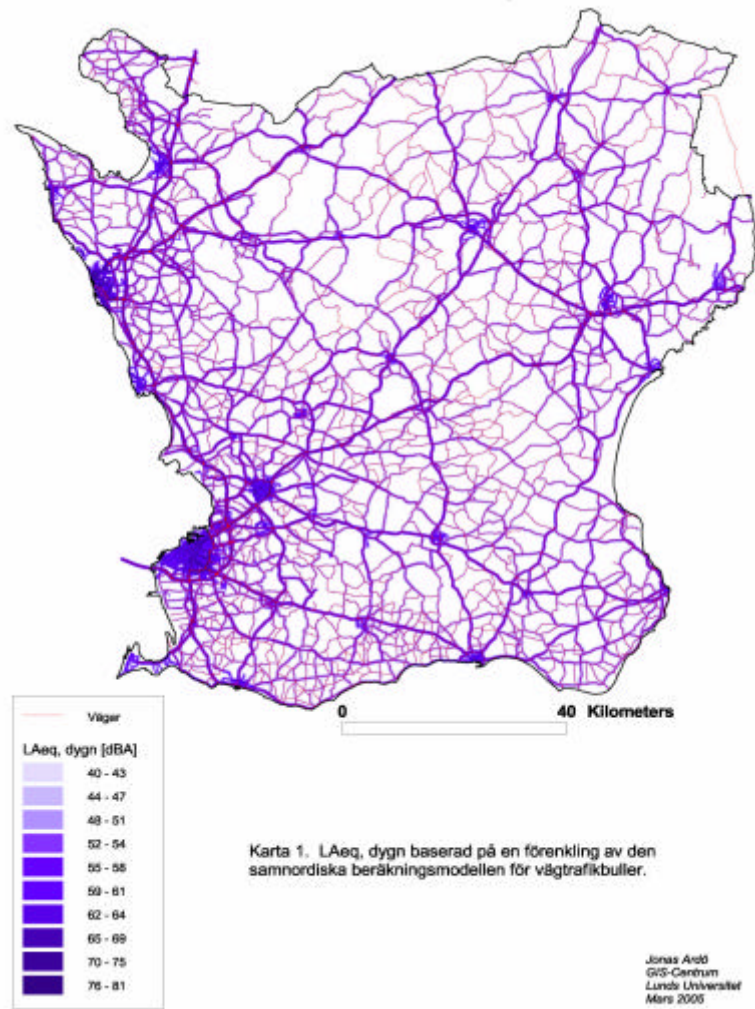 0 40 Kilometers
Vägar
LAeq, dygn [dBA]
40 - 43
44 - 47
48 - 51
52 - 54
55 - 58
59 - 61
62 - 64
65 - 69
70 - 75
76 - 81
Karta 1. LAeq, dygn baserad på en förenkling av den
samnordiska beräkningsmodellen för vägtrafikbuller.
Jonas Ardö
GIS-Centrum
Lunds Universitet
Mars 2005